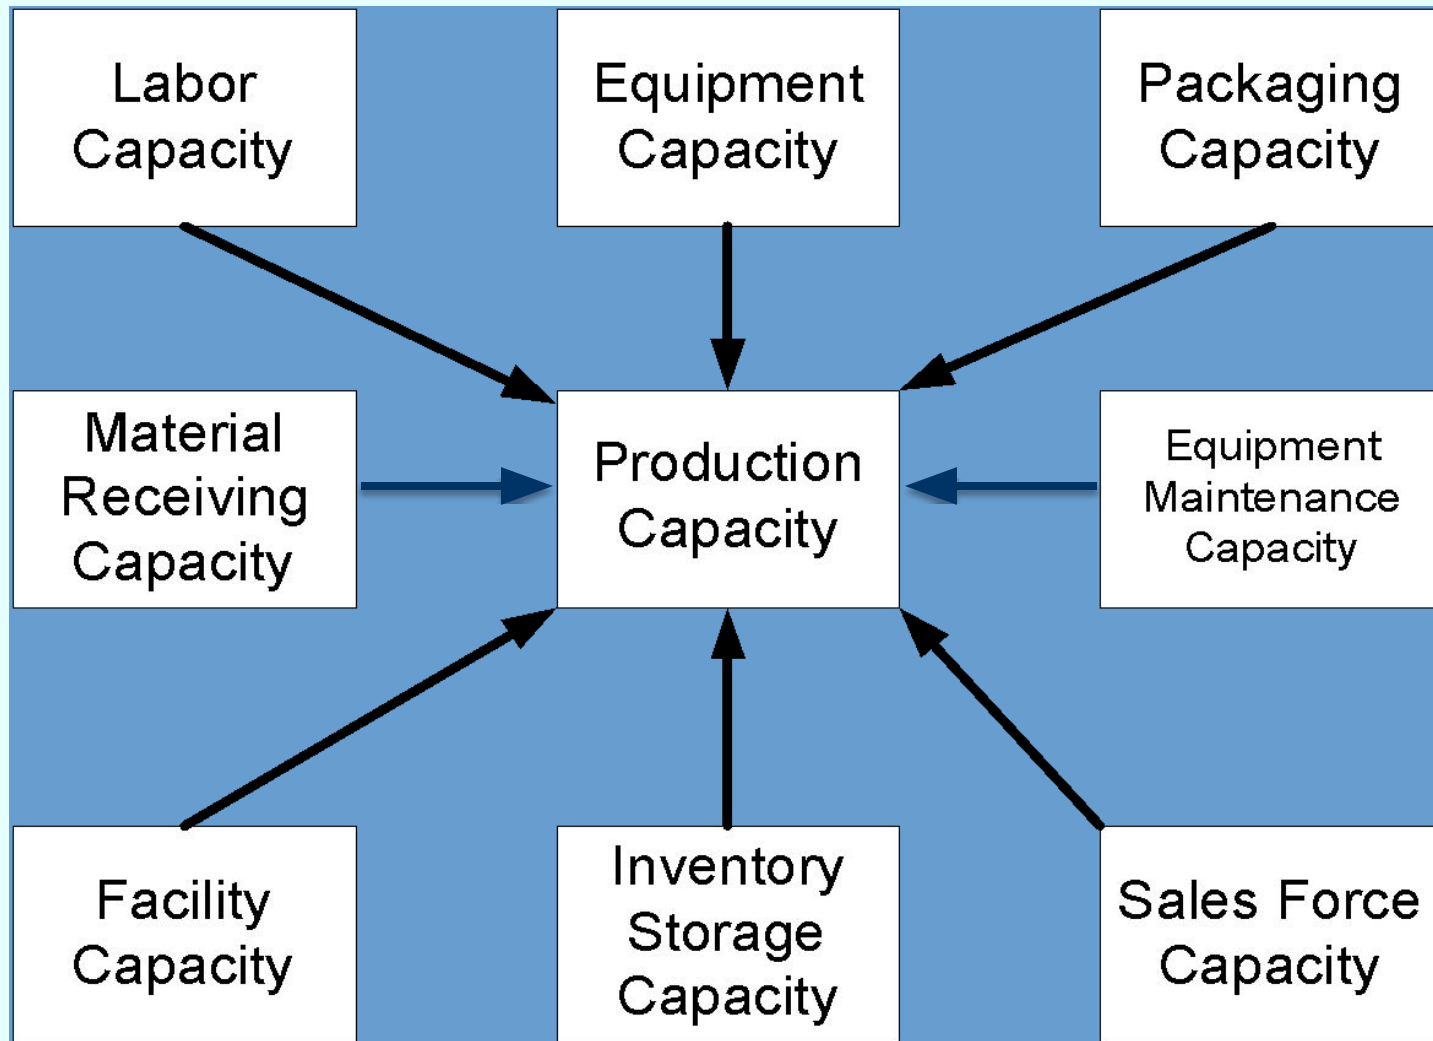 Labor
Capacity
Equipment
Capacity
Packaging
Capacity
Material
Receiving
Capacity
Production
Capacity
Equipment
Maintenance
Capacity
Facility
Capacity
Inventory
Storage
Capacity
Sales Force
Capacity